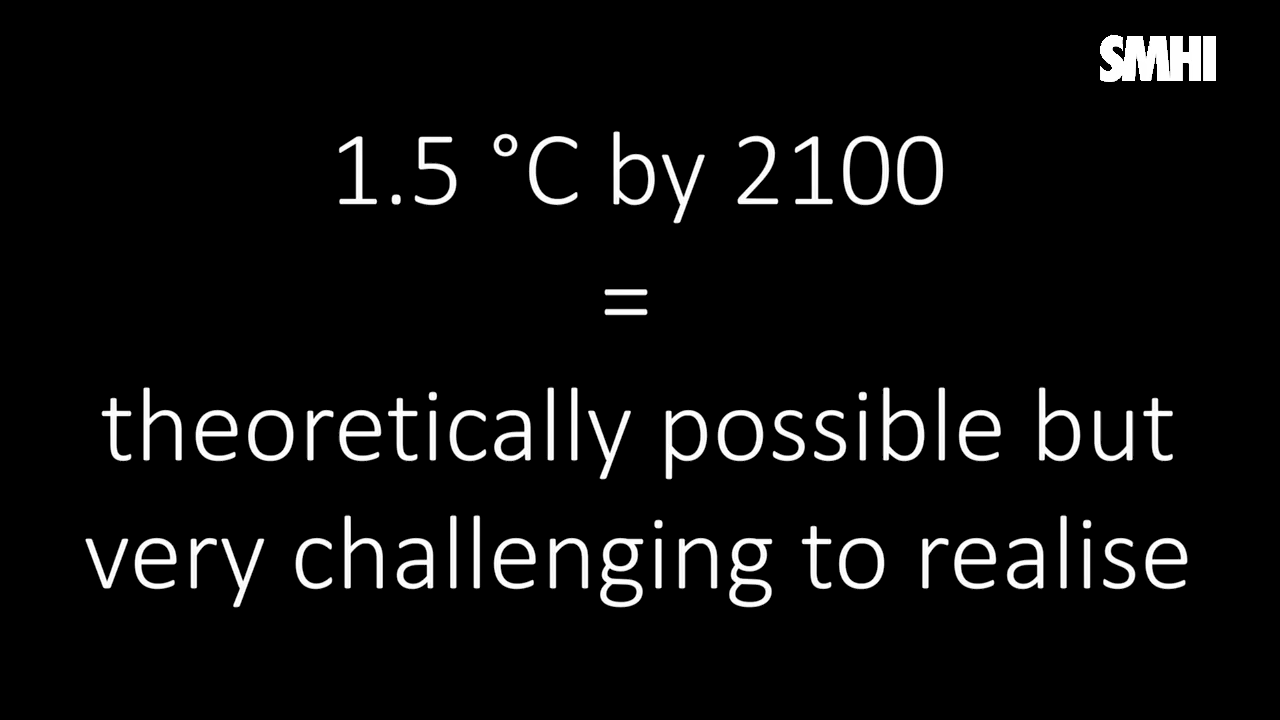 SMHI
1.5 °C by 2100
=
theoretically possible but
very challenging to realise